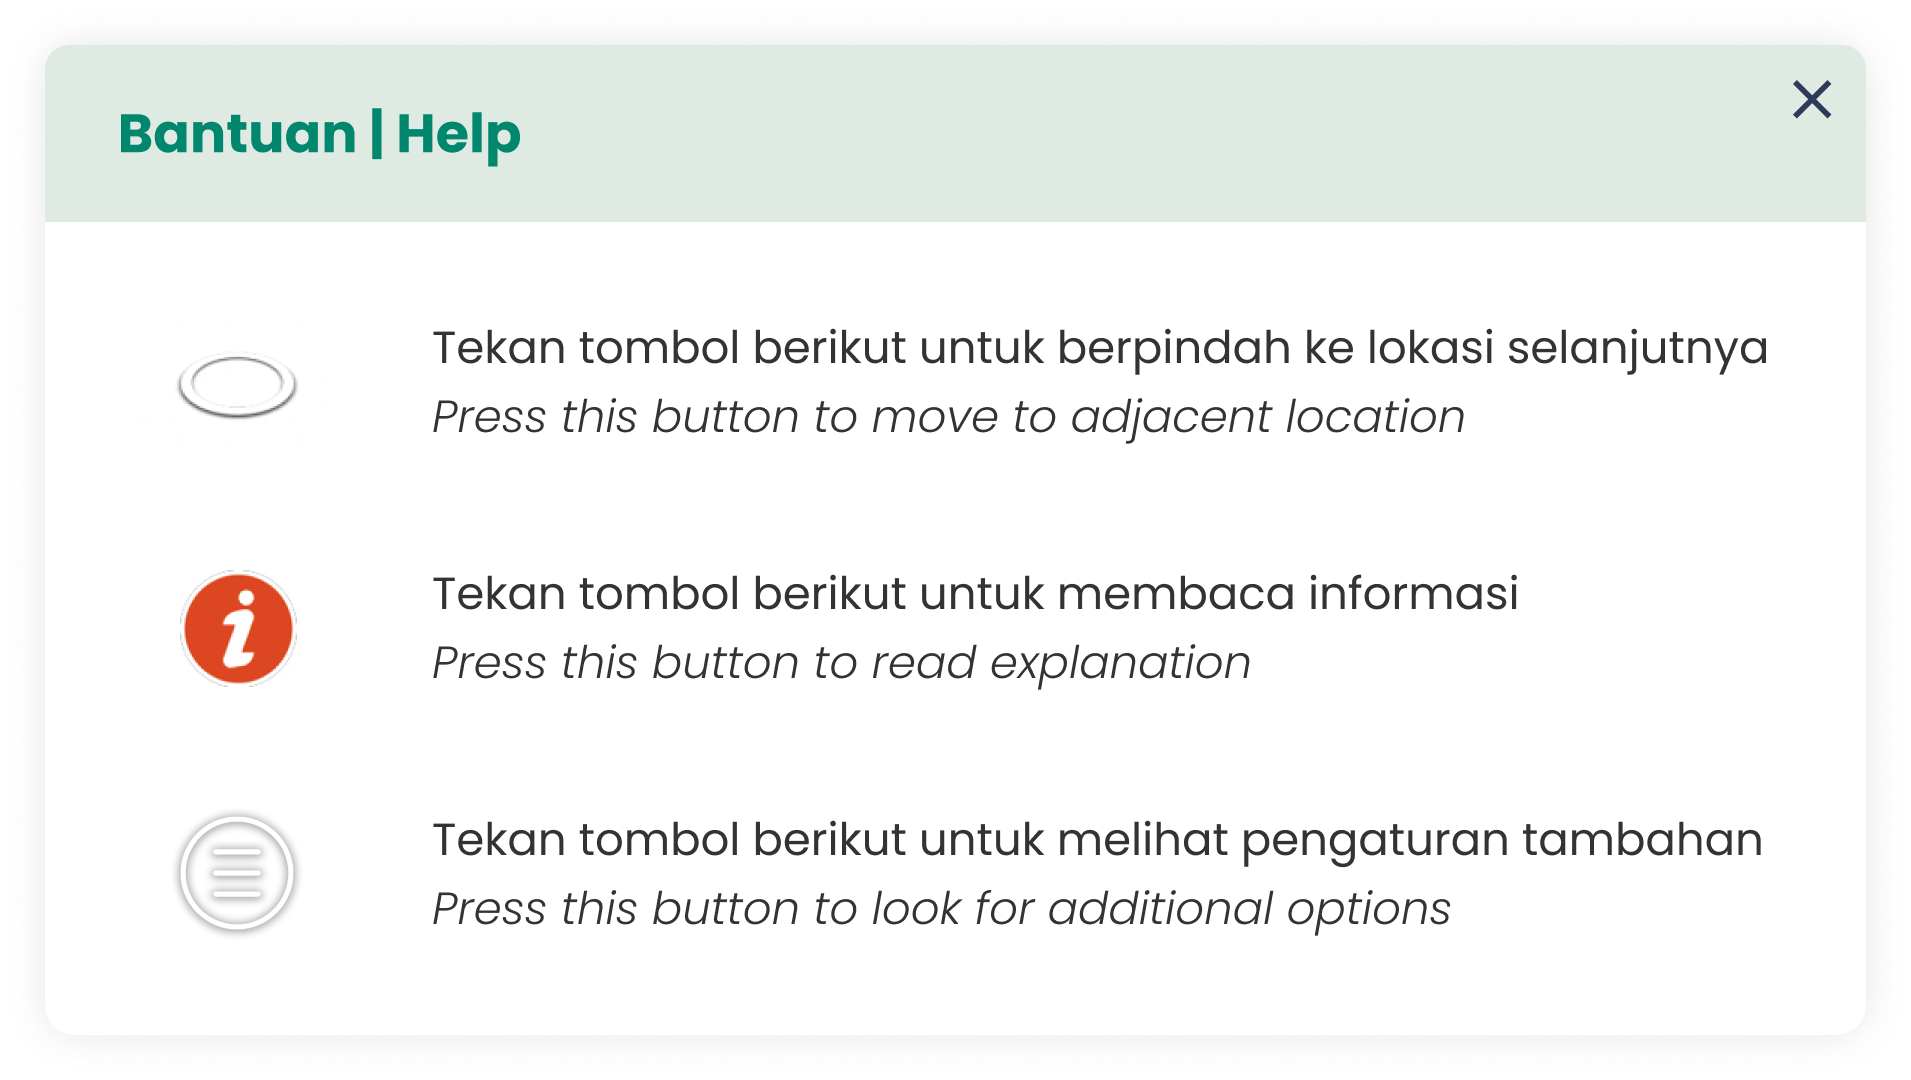 Bantuan | Help
Tekan tombol berikut untuk berpindah ke lokasi selanjutnya
Press this button to move to adjacent location
Tekan tombol berikut untuk membaca informasi
Press this button to read explanation
Tekan tombol berikut untuk melihat pengaturan tambahan
Press this button to look for additional options